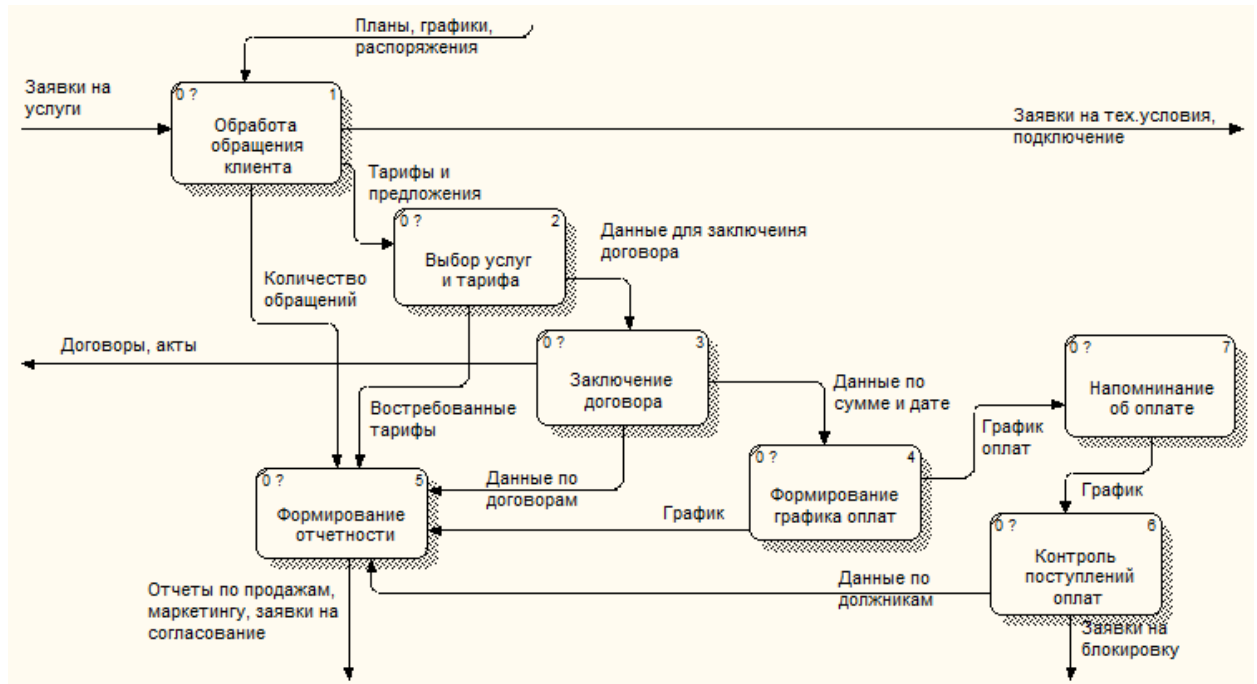 Планы, графики,
распоряжения
Заявки на
услуги
0 ? 1
Обработа
обращения
клиента
Заявки на тех.условия,
подключение
Тарифы и
предложения
0 ? 2
Выбор услуг
и тарифа
Данные для заключеиня
договора
Количество
обращений
Договоры, акты
0 ? 3
Заключение
договора
0 ? 7
Напоминание
об оплате
Данные по
сумме и дате
Востребованные
тарифы
График
оплат
0 ? 4
Формирование
графика оплат
0 ? 5
Формирование
отчетности
Данные по
договорам
График
График
0 ? 6
Контроль
поступлений
оплат
Отчеты по продажам,
маркетингу, заявки на
согласование
Данные по
должникам
Заявки на
блокировку